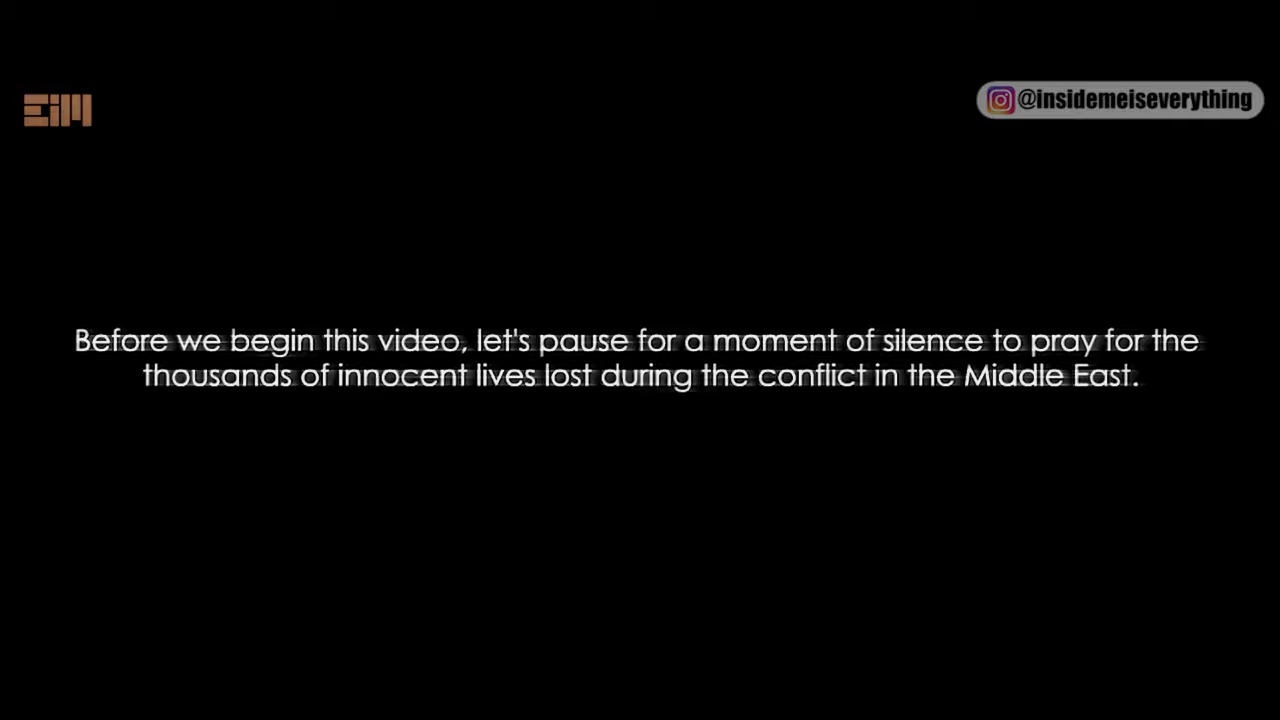 EiM
@insidemeiseverything
Before we begin this video, let's pause for a moment of silence to pray for the
thousands of innocent lives lost during the conflict in the Middle East.